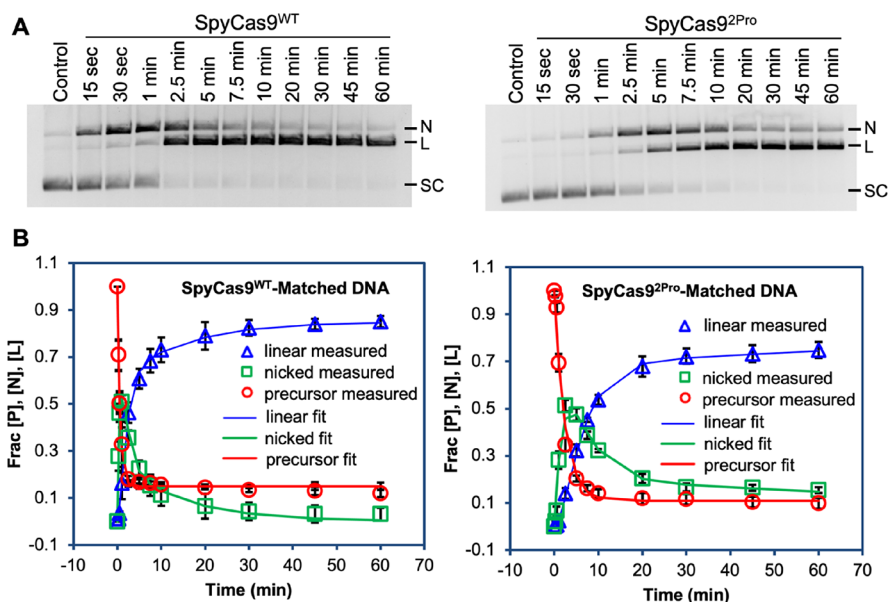 A
SpyCas9WT
Control
15 sec
30 sec
1 min
2.5 min
5 min
7.5 min
10 min
20 min
30 min
45 min
60 min
N
L
SC
SpyCas92Pro
Control
15 sec
30 sec
1 min
2.5 min
5 min
7.5 min
10 min
20 min
30 min
45 min
60 min
N
L
SC
B
SpyCas9WT-Matched DNA
linear measured
nicked measured
precursor measured
linear fit
nicked fit
precursor fit
Frac [P], [N], [L]
1.1
0.9
0.7
0.5
0.3
0.1
-0.1
-10 0 10 20 30 40 50 60 70
Time (min)
SpyCas92Pro-Matched DNA
linear measured
nicked measured
precursor measured
linear fit
nicked fit
precursor fit
Frac [P], [N], [L]
1.1
0.9
0.7
0.5
0.3
0.1
-0.1
-10 0 10 20 30 40 50 60 70
Time (min)